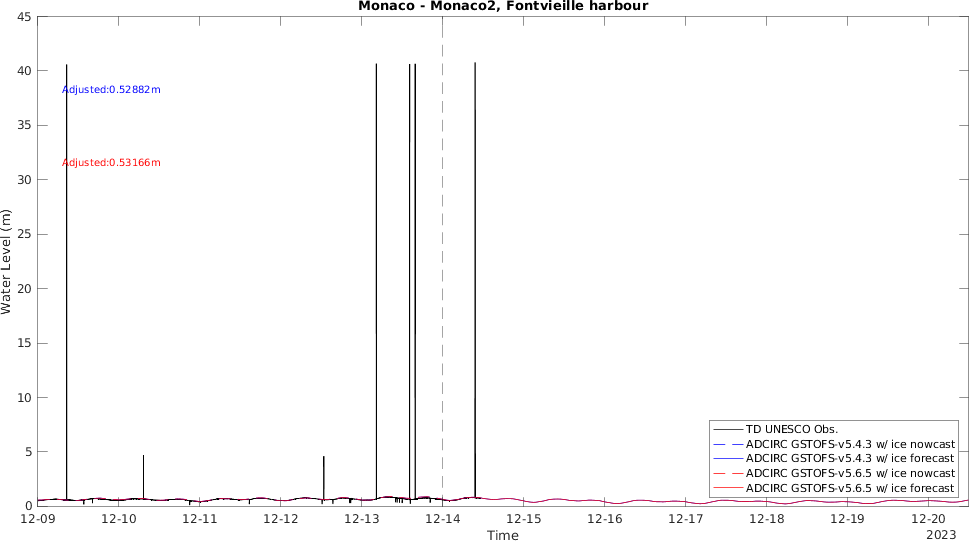 Monaco - Monaco2, Fontvieille harbour
45
40
35
30
25
20
15
10
5
0
Water Level (m)
Adjusted:0.52882m
Adjusted:0.53166m
TD UNESCO Obs.
ADCIRC GSTOFS-v5.4.3 w/ ice nowcast
ADCIRC GSTOFS-v5.4.3 w/ ice forecast
ADCIRC GSTOFS-v5.6.5 w/ ice nowcast
ADCIRC GSTOFS-v5.6.5 w/ ice forecast
12-09 12-10 12-11 12-12 12-13 12-14 12-15 12-16 12-17 12-18 12-19 12-20
2023
Time